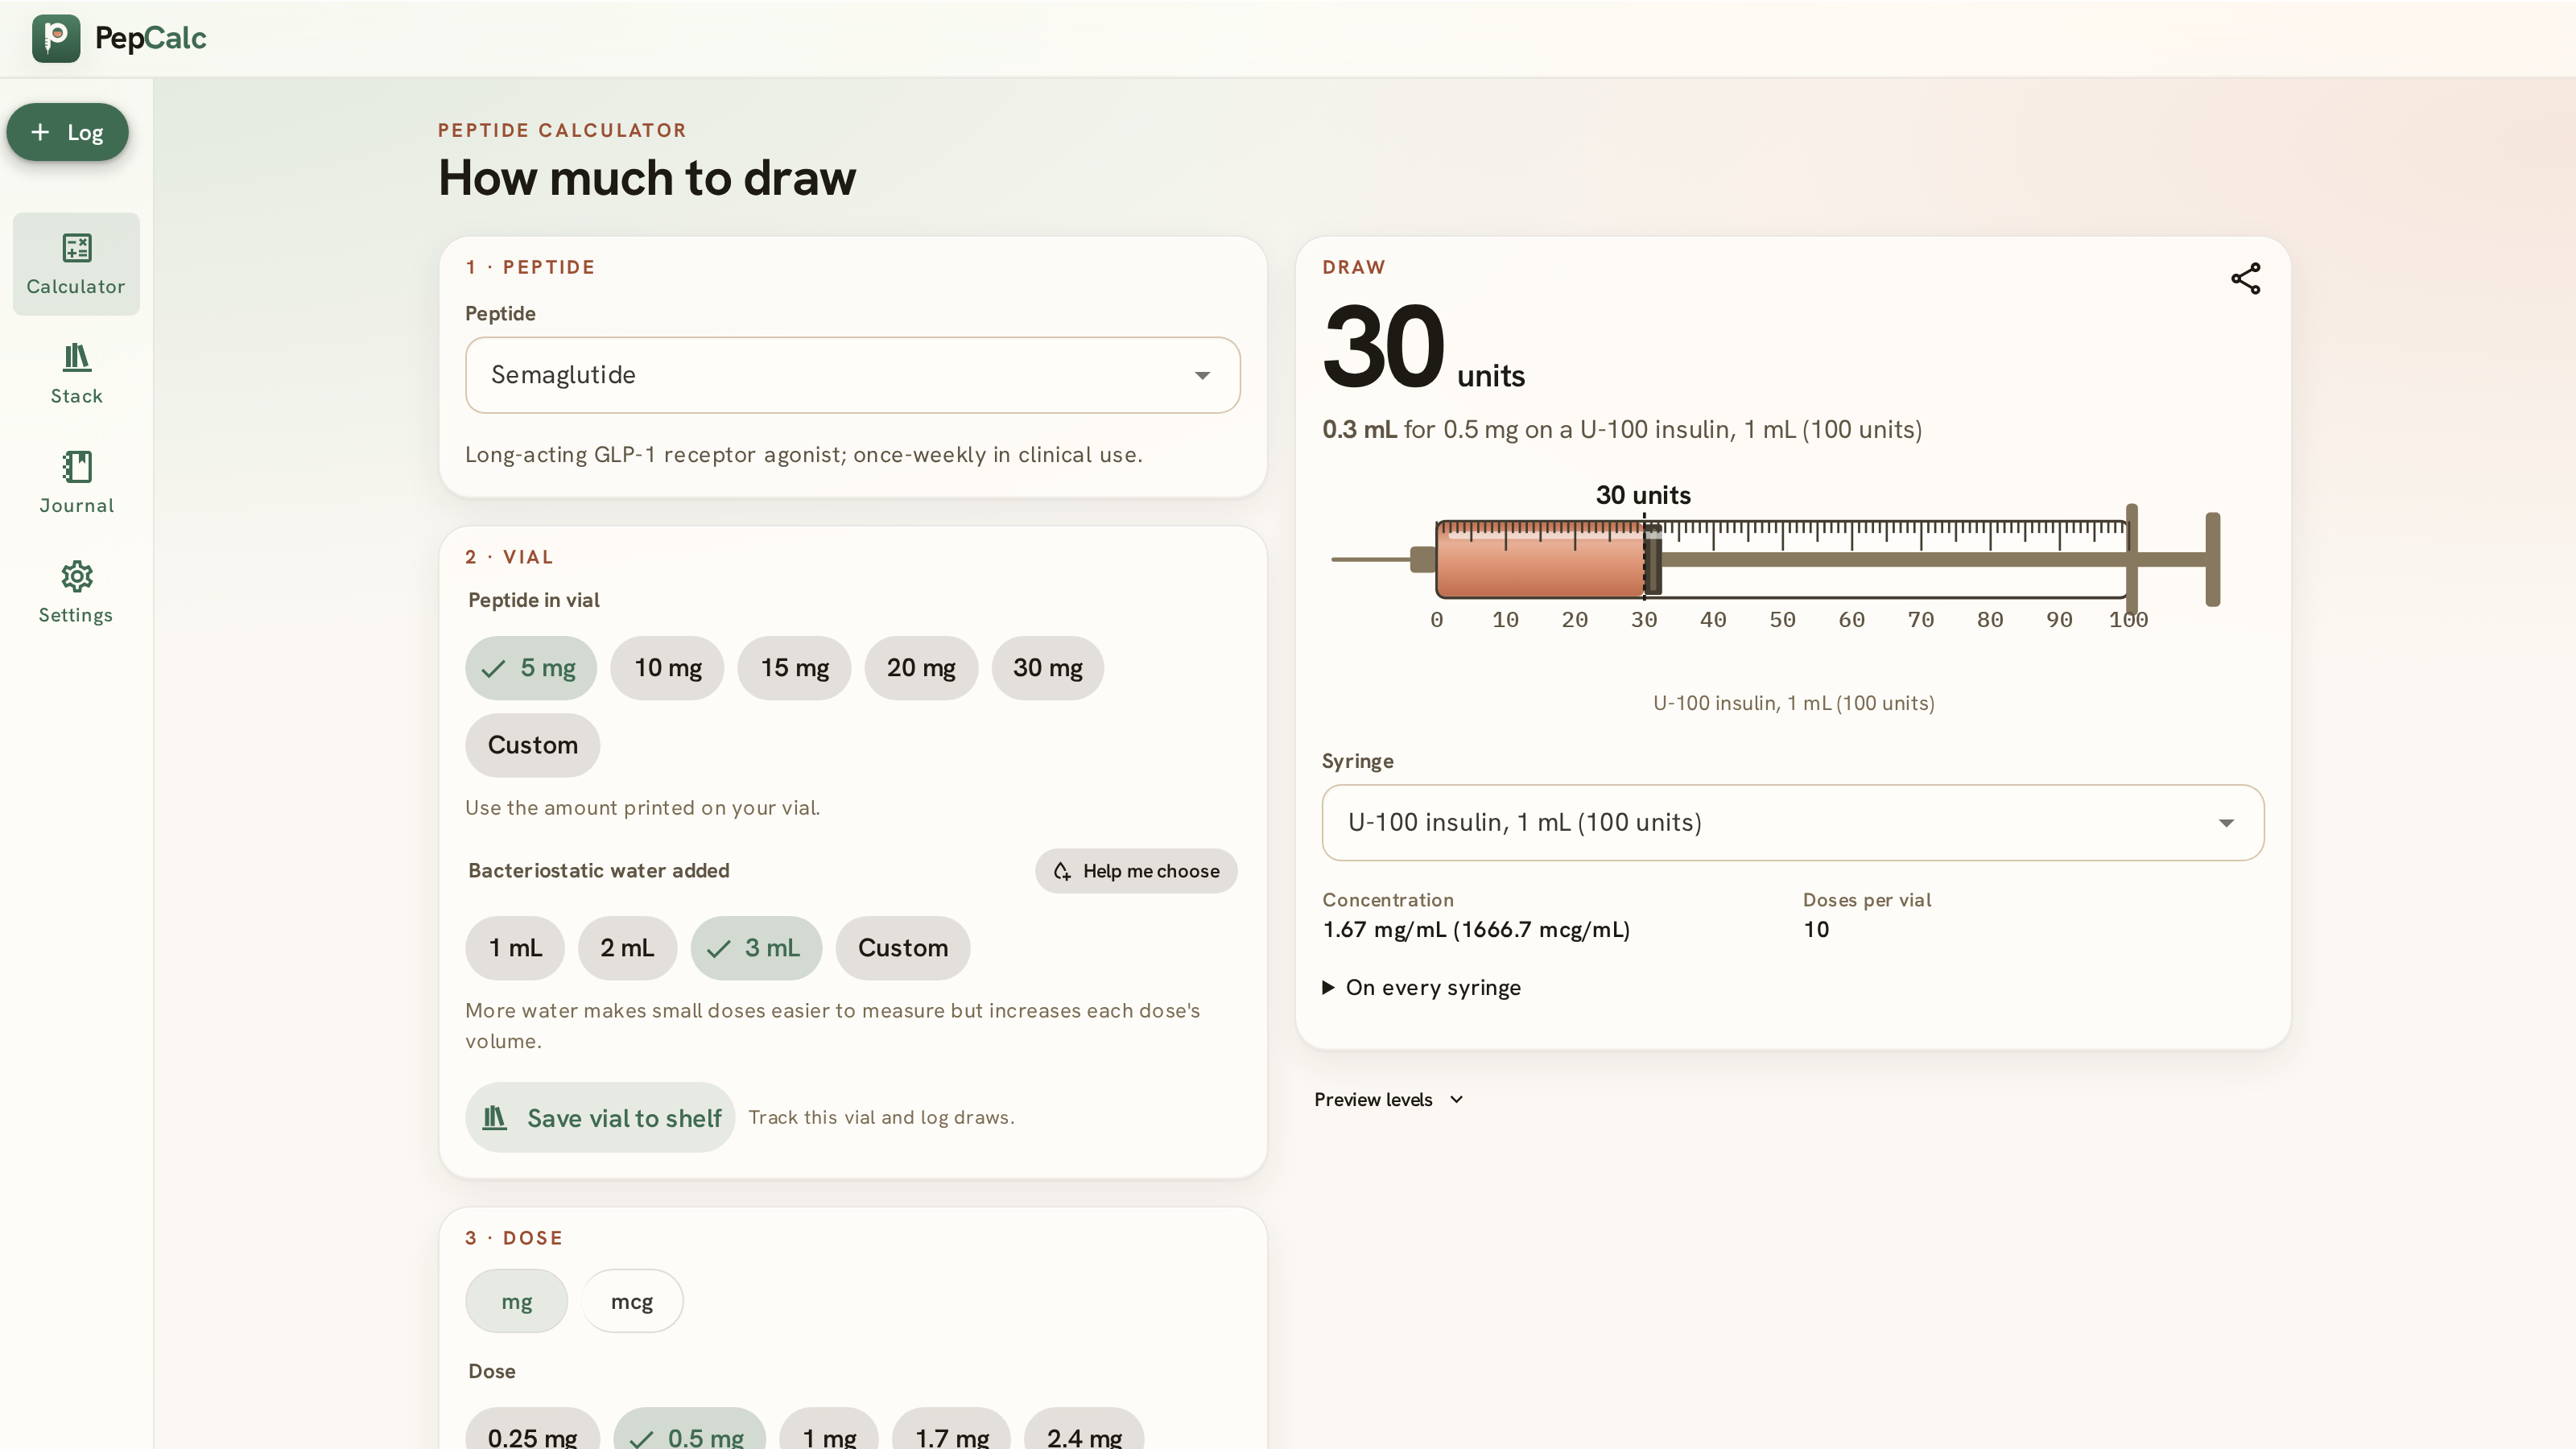 PepCalc
Log
Calculator
Stack
Journal
Settings
PEPTIDE CALCULATOR
How much to draw
1 · PEPTIDE
Peptide
Semaglutide
Long-acting GLP-1 receptor agonist; once-weekly in clinical use.
2 · VIAL
Peptide in vial
5 mg 10 mg 15 mg 20 mg 30 mg
Custom
Use the amount printed on your vial.
Bacteriostatic water added Help me choose
1 mL 2 mL 3 mL Custom
More water makes small doses easier to measure but increases each dose's
volume.
Save vial to shelf Track this vial and log draws.
3 · DOSE
mg mcg
Dose
0.25 mg 0.5 mg 1 mg 1.7 mg 2.4 mg
DRAW
30 units
0.3 mL for 0.5 mg on a U-100 insulin, 1 mL (100 units)
30 units
0 10 20 30 40 50 60 70 80 90 100
U-100 insulin, 1 mL (100 units)
Syringe
U-100 insulin, 1 mL (100 units)
Concentration Doses per vial
1.67 mg/mL (1666.7 mcg/mL) 10
On every syringe
Preview levels